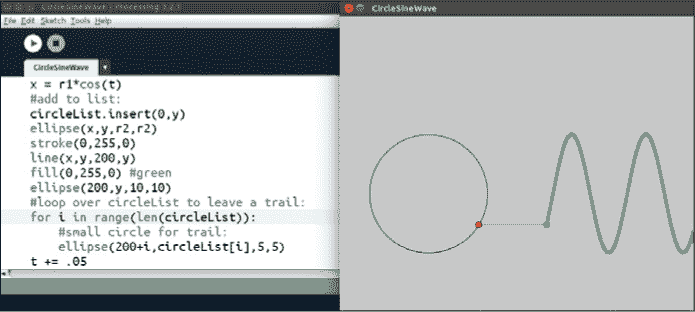 CircleSineWave - Processing 3.2.1
File Edit Sketch Tools Help
CircleSineWave
x = r1*cos(t)
#add to list:
circleList.insert(0,y)
ellipse(x,y,r2,r2)
stroke(0,255,0)
line(x,y,200,y)
fill(0,255,0) #green
ellipse(200,y,10,10)
#loop over circleList to leave a trail:
for i in range(len(circleList)):
#small circle for trail:
ellipse(200+i,circleList[i],5,5)
t += .05
CircleSineWave